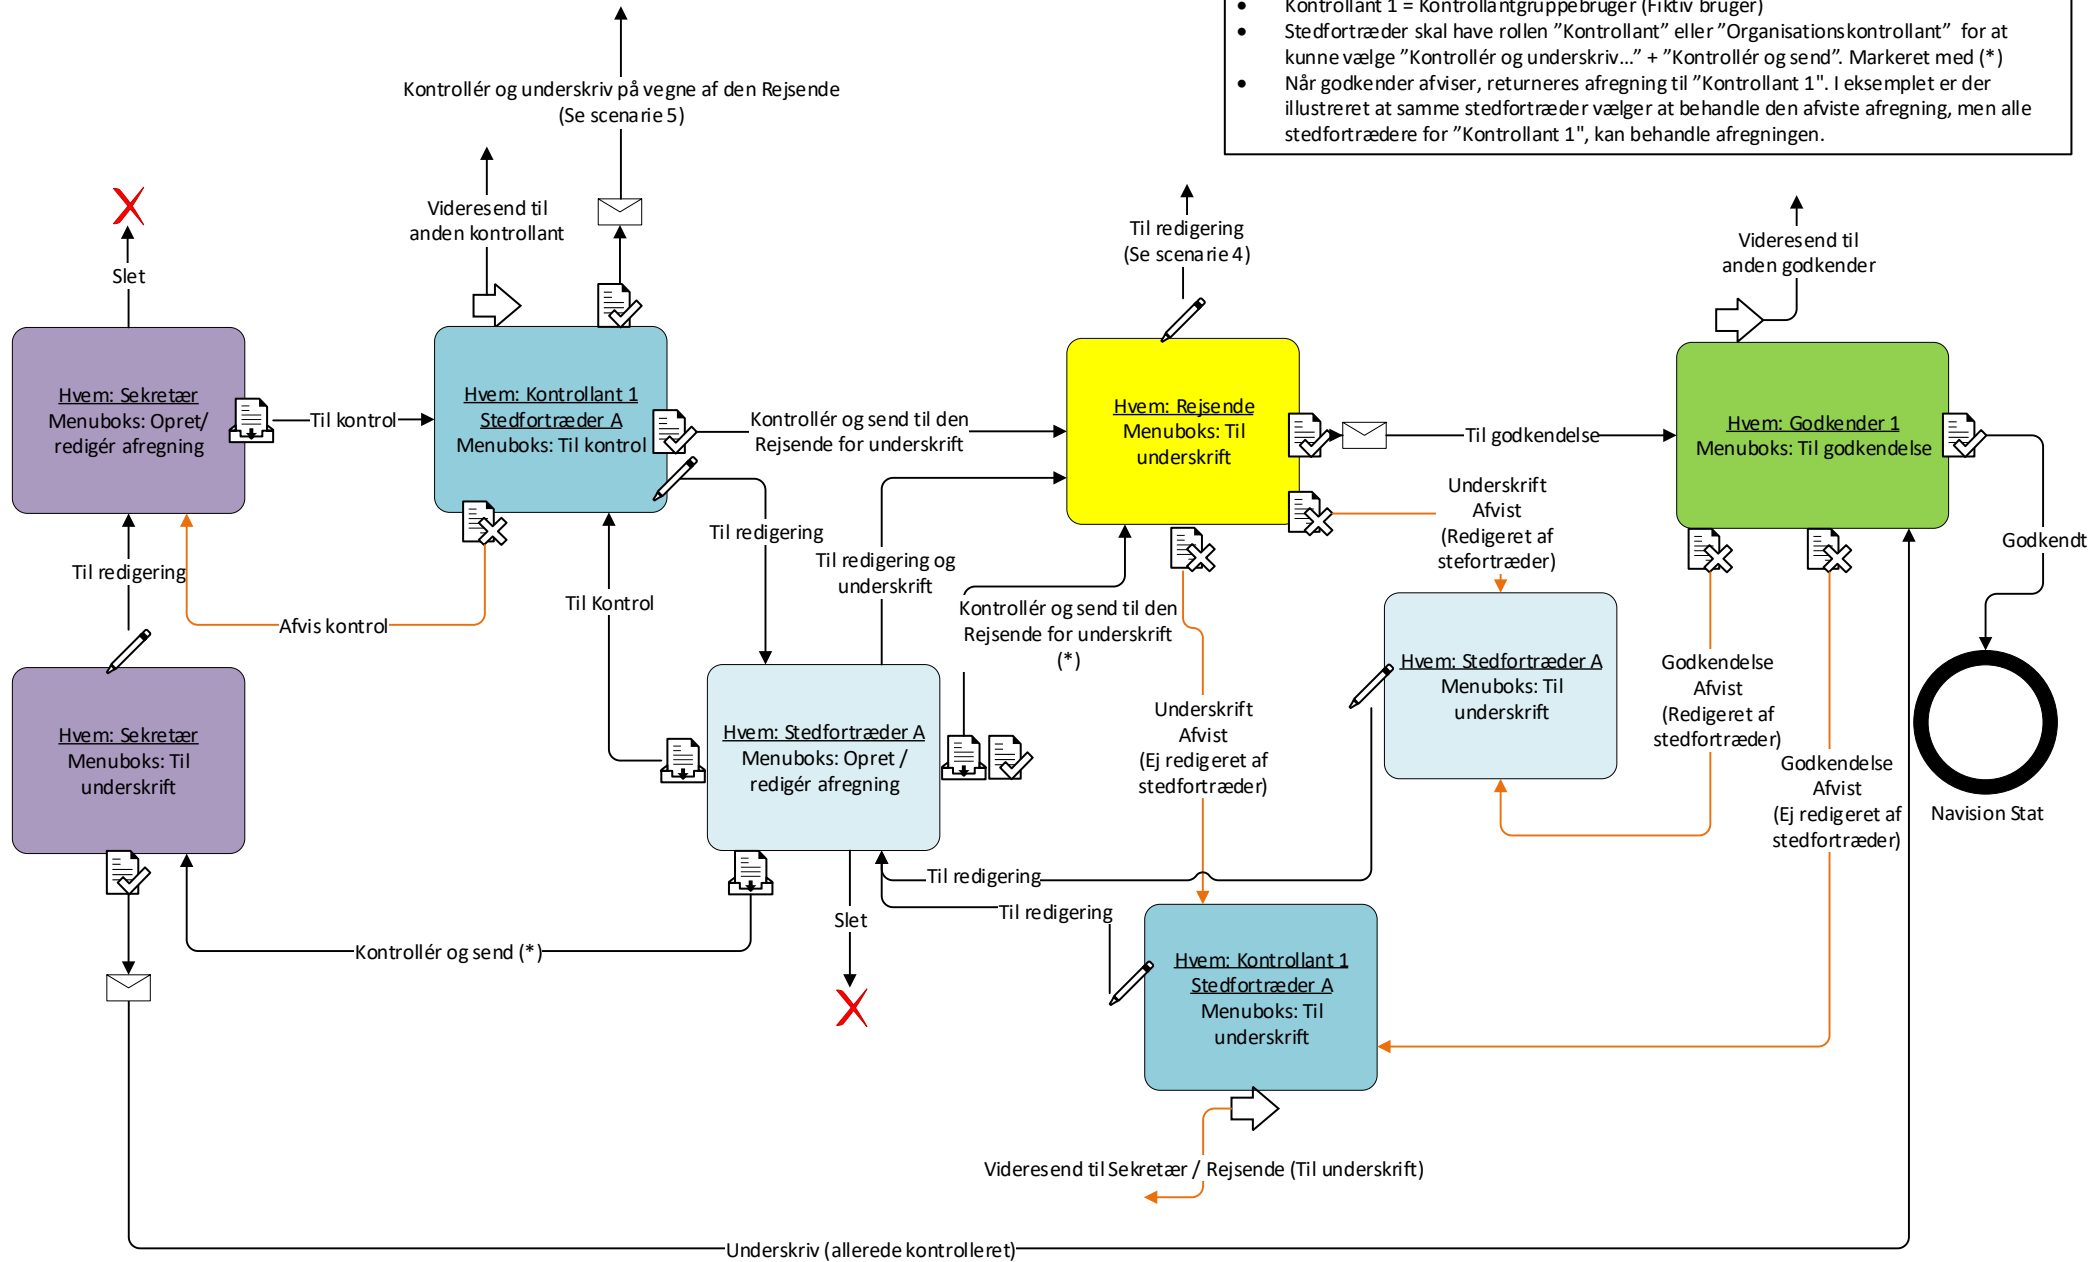 Kontrollant 1 = Kontrollantgruppebruger (Fiktiv bruger)
Stedfortræder skal have rollen ”Kontrollant” eller ”Organisationskontrollant” for at
kunne vælge ”Kontrollér og underskriv...” + ”Kontrollér og send”. Markeret med (*)
Når godkender afviser, returneres afregning til ”Kontrollant 1". I eksemplet er der
illustreret at samme stedfortræder vælger at behandle den afviste afregning, men alle
stedfortrædere for ”Kontrollant 1", kan behandle afregningen.
Kontrollér og underskriv på vegne af den Rejsende
(Se scenarie 5)
Videresend til
anden kontrollant
Slet
Til redigering
(Se scenarie 4)
Videresend til
anden godkender
Hvem: Sekretær
Menuboks: Opret/
redigér afregning
Til kontrol
Hvem: Kontrollant 1
Stedfortræder A
Menuboks: Til kontrol
Kontrollér og send til den
Rejsende for underskrift
Hvem: Rejsende
Menuboks: Til
underskrift
Til godkendelse
Hvem: Godkender 1
Menuboks: Til godkendelse
Godkendt
Underskrift
Afvist
(Redigeret af
stefortræder)
Til redigering
Til redigering
Afvis kontrol
Til Kontrol
Til redigering og
underskrift
Kontrollér og send til den
Rejsende for underskrift
(*)
Hvem: Sekretær
Menuboks: Til
underskrift
Hvem: Stedfortræder A
Menuboks: Opret /
redigér afregning
Underskrift
Afvist
(Ej redigeret af
stedfortræder)
Hvem: Stedfortræder A
Menuboks: Til
underskrift
Godkendelse
Afvist
(Redigeret af
stedfortræder)
Godkendelse
Afvist
(Ej redigeret af
stedfortræder)
Navision Stat
Til redigering
Til redigering
Slet
Kontrollér og send (*)
Hvem: Kontrollant 1
Stedfortræder A
Menuboks: Til
underskrift
Videresend til Sekretær / Rejsende (Til underskrift)
Underskriv (allerede kontrolleret)